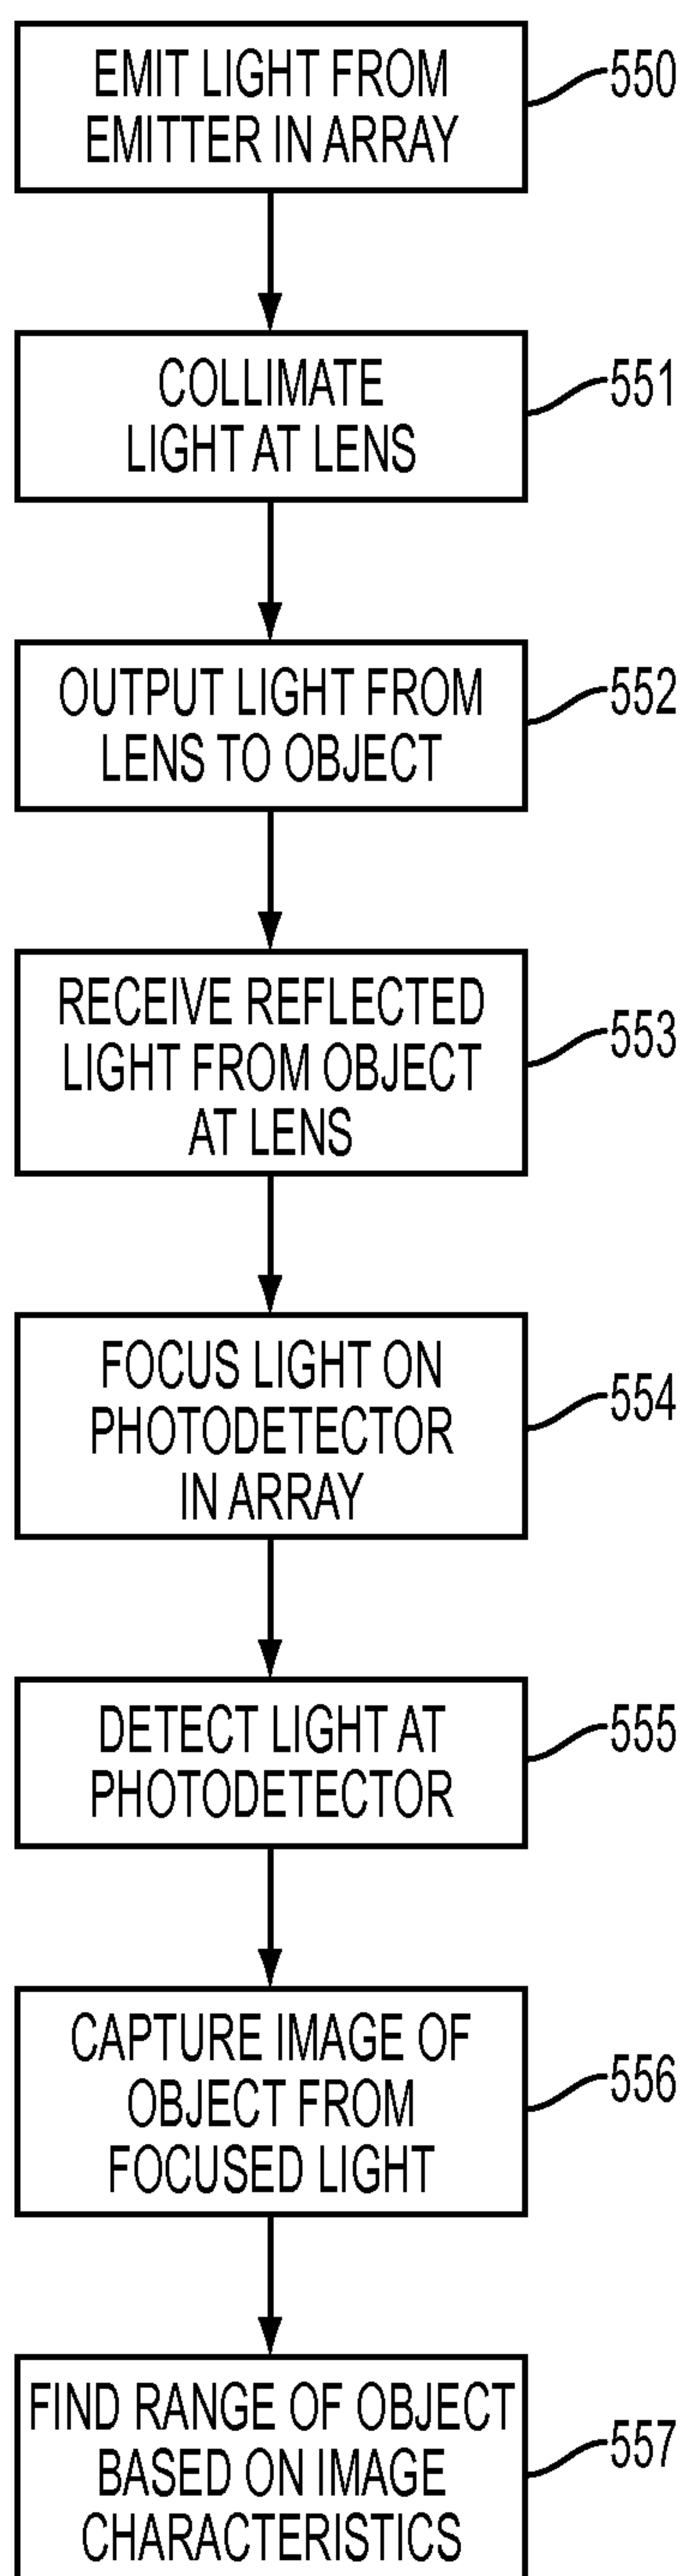 EMIT LIGHT FROM
EMITTER IN ARRAY
550
COLLIMATE
LIGHT AT LENS
551
OUTPUT LIGHT FROM
LENS TO OBJECT
552
RECEIVE REFLECTED
LIGHT FROM OBJECT
AT LENS
553
FOCUS LIGHT ON
PHOTODETECTOR
IN ARRAY
554
DETECT LIGHT AT
PHOTODETECTOR
555
CAPTURE IMAGE OF
OBJECT FROM
FOCUSED LIGHT
556
FIND RANGE OF OBJECT
BASED ON IMAGE
CHARACTERISTICS
557